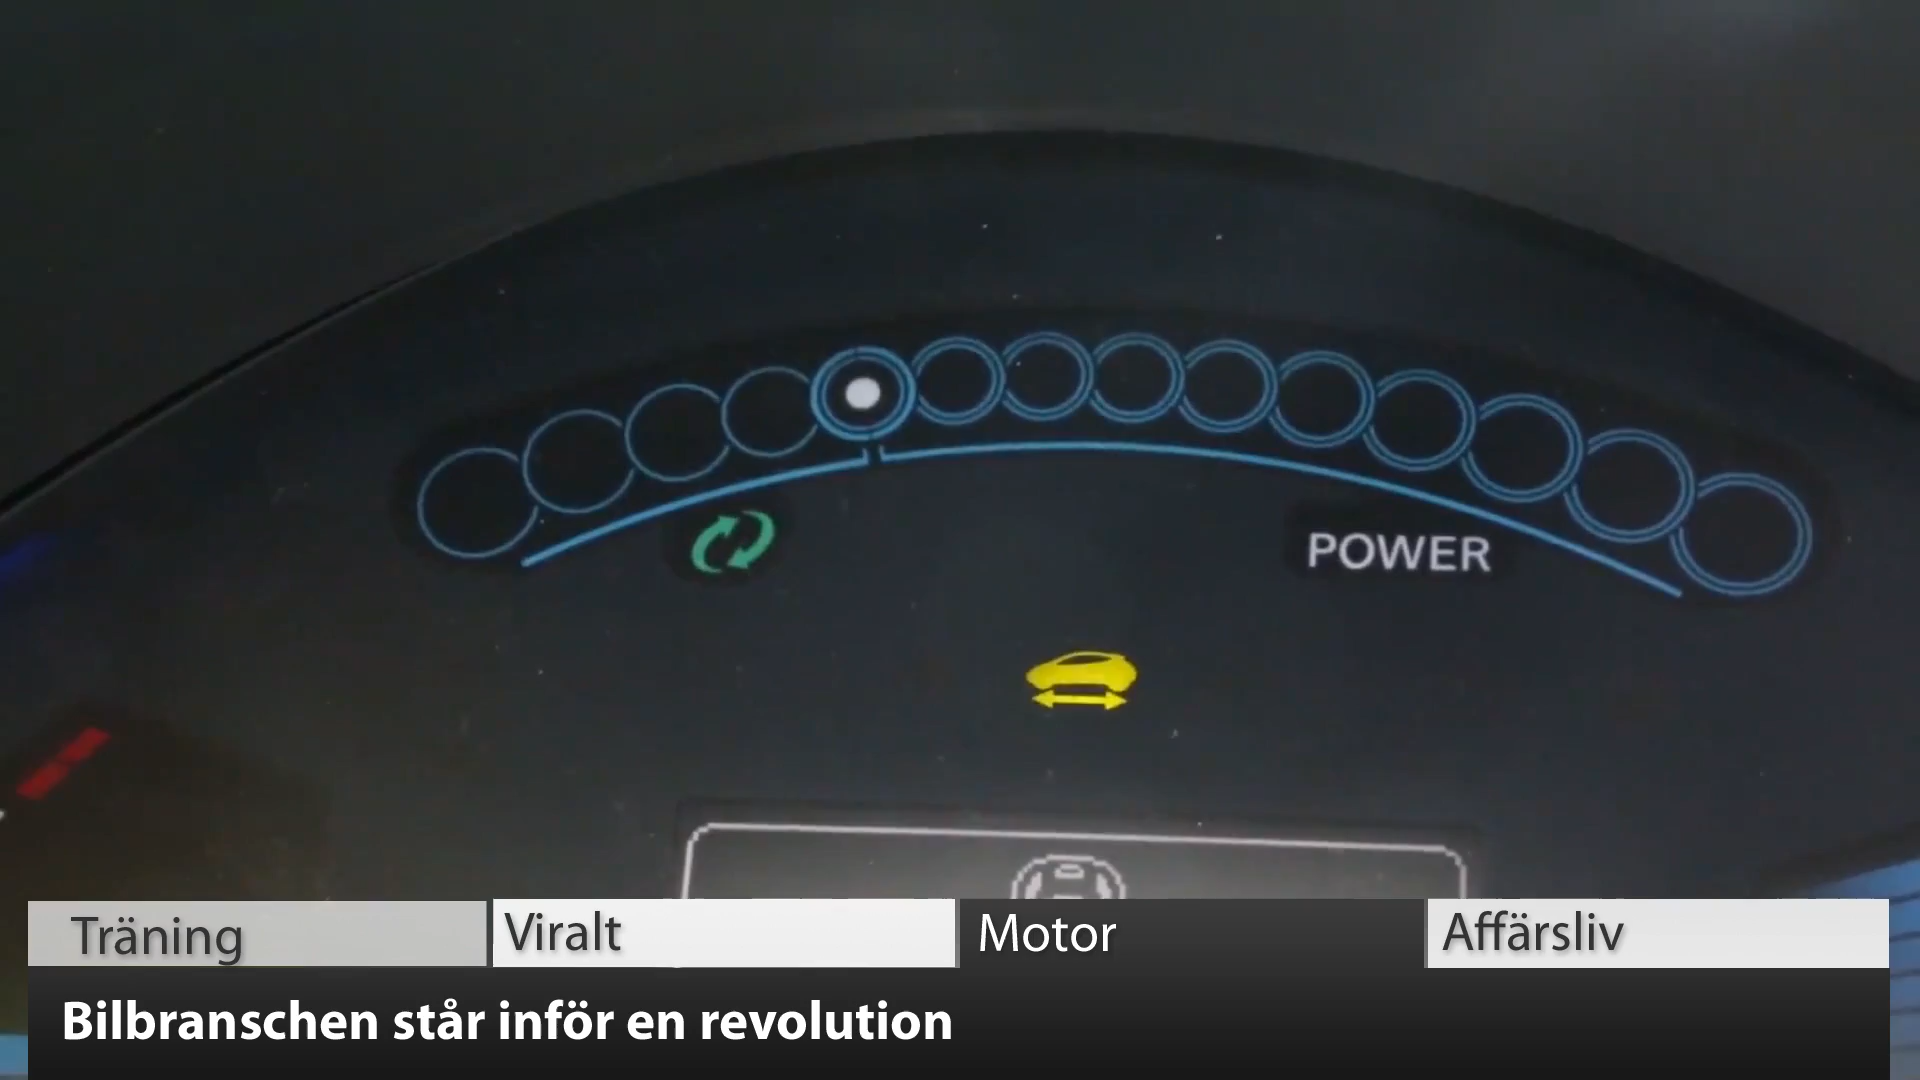 POWER
Träning
Viralt
Motor
Affärsliv
Bilbranschen står inför en revolution